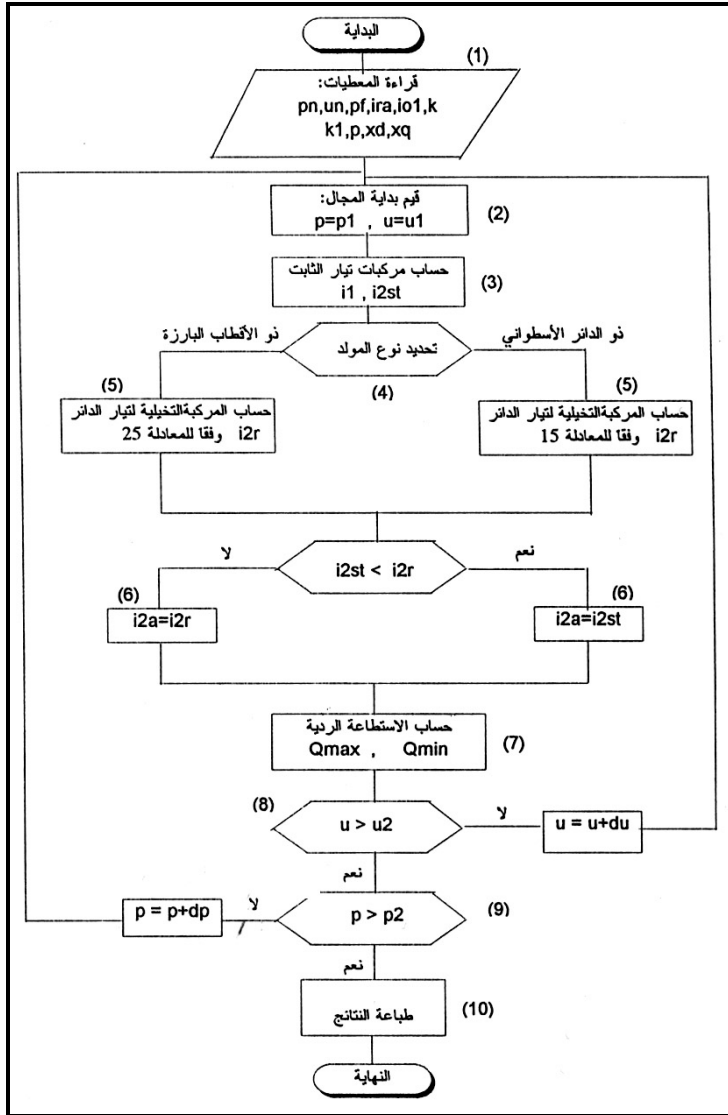 البداية
(1)
قراءة المعطيات:
pn,un,pf,ira,io1,k
k1,p,xd,xq
قيم بداية المجال:
p=p1 , u=u1
(2)
حساب مركبات تيار الثابت
i1 , i2st
(3)
ذو الدائر الأسطواني
تحديد نوع المولد
ذو الأقطاب البارزة
(4)
(5)
حساب المركبةالتخيلية لتيار الدائر
i2r وفقا للمعادلة 15
(5)
حساب المركبةالتخيلية لتيار الدائر
i2r وفقا للمعادلة 25
نعم
i2st < i2r
لا
(6)
i2a=i2st
(6)
i2a=i2r
حساب الاستطاعة الردية
Qmax , Qmin
(7)
(8)
u > u2
لا
u = u+du
نعم
p > p2
(9)
لا
p = p+dp
نعم
طباعة النتائج
(10)
النهاية